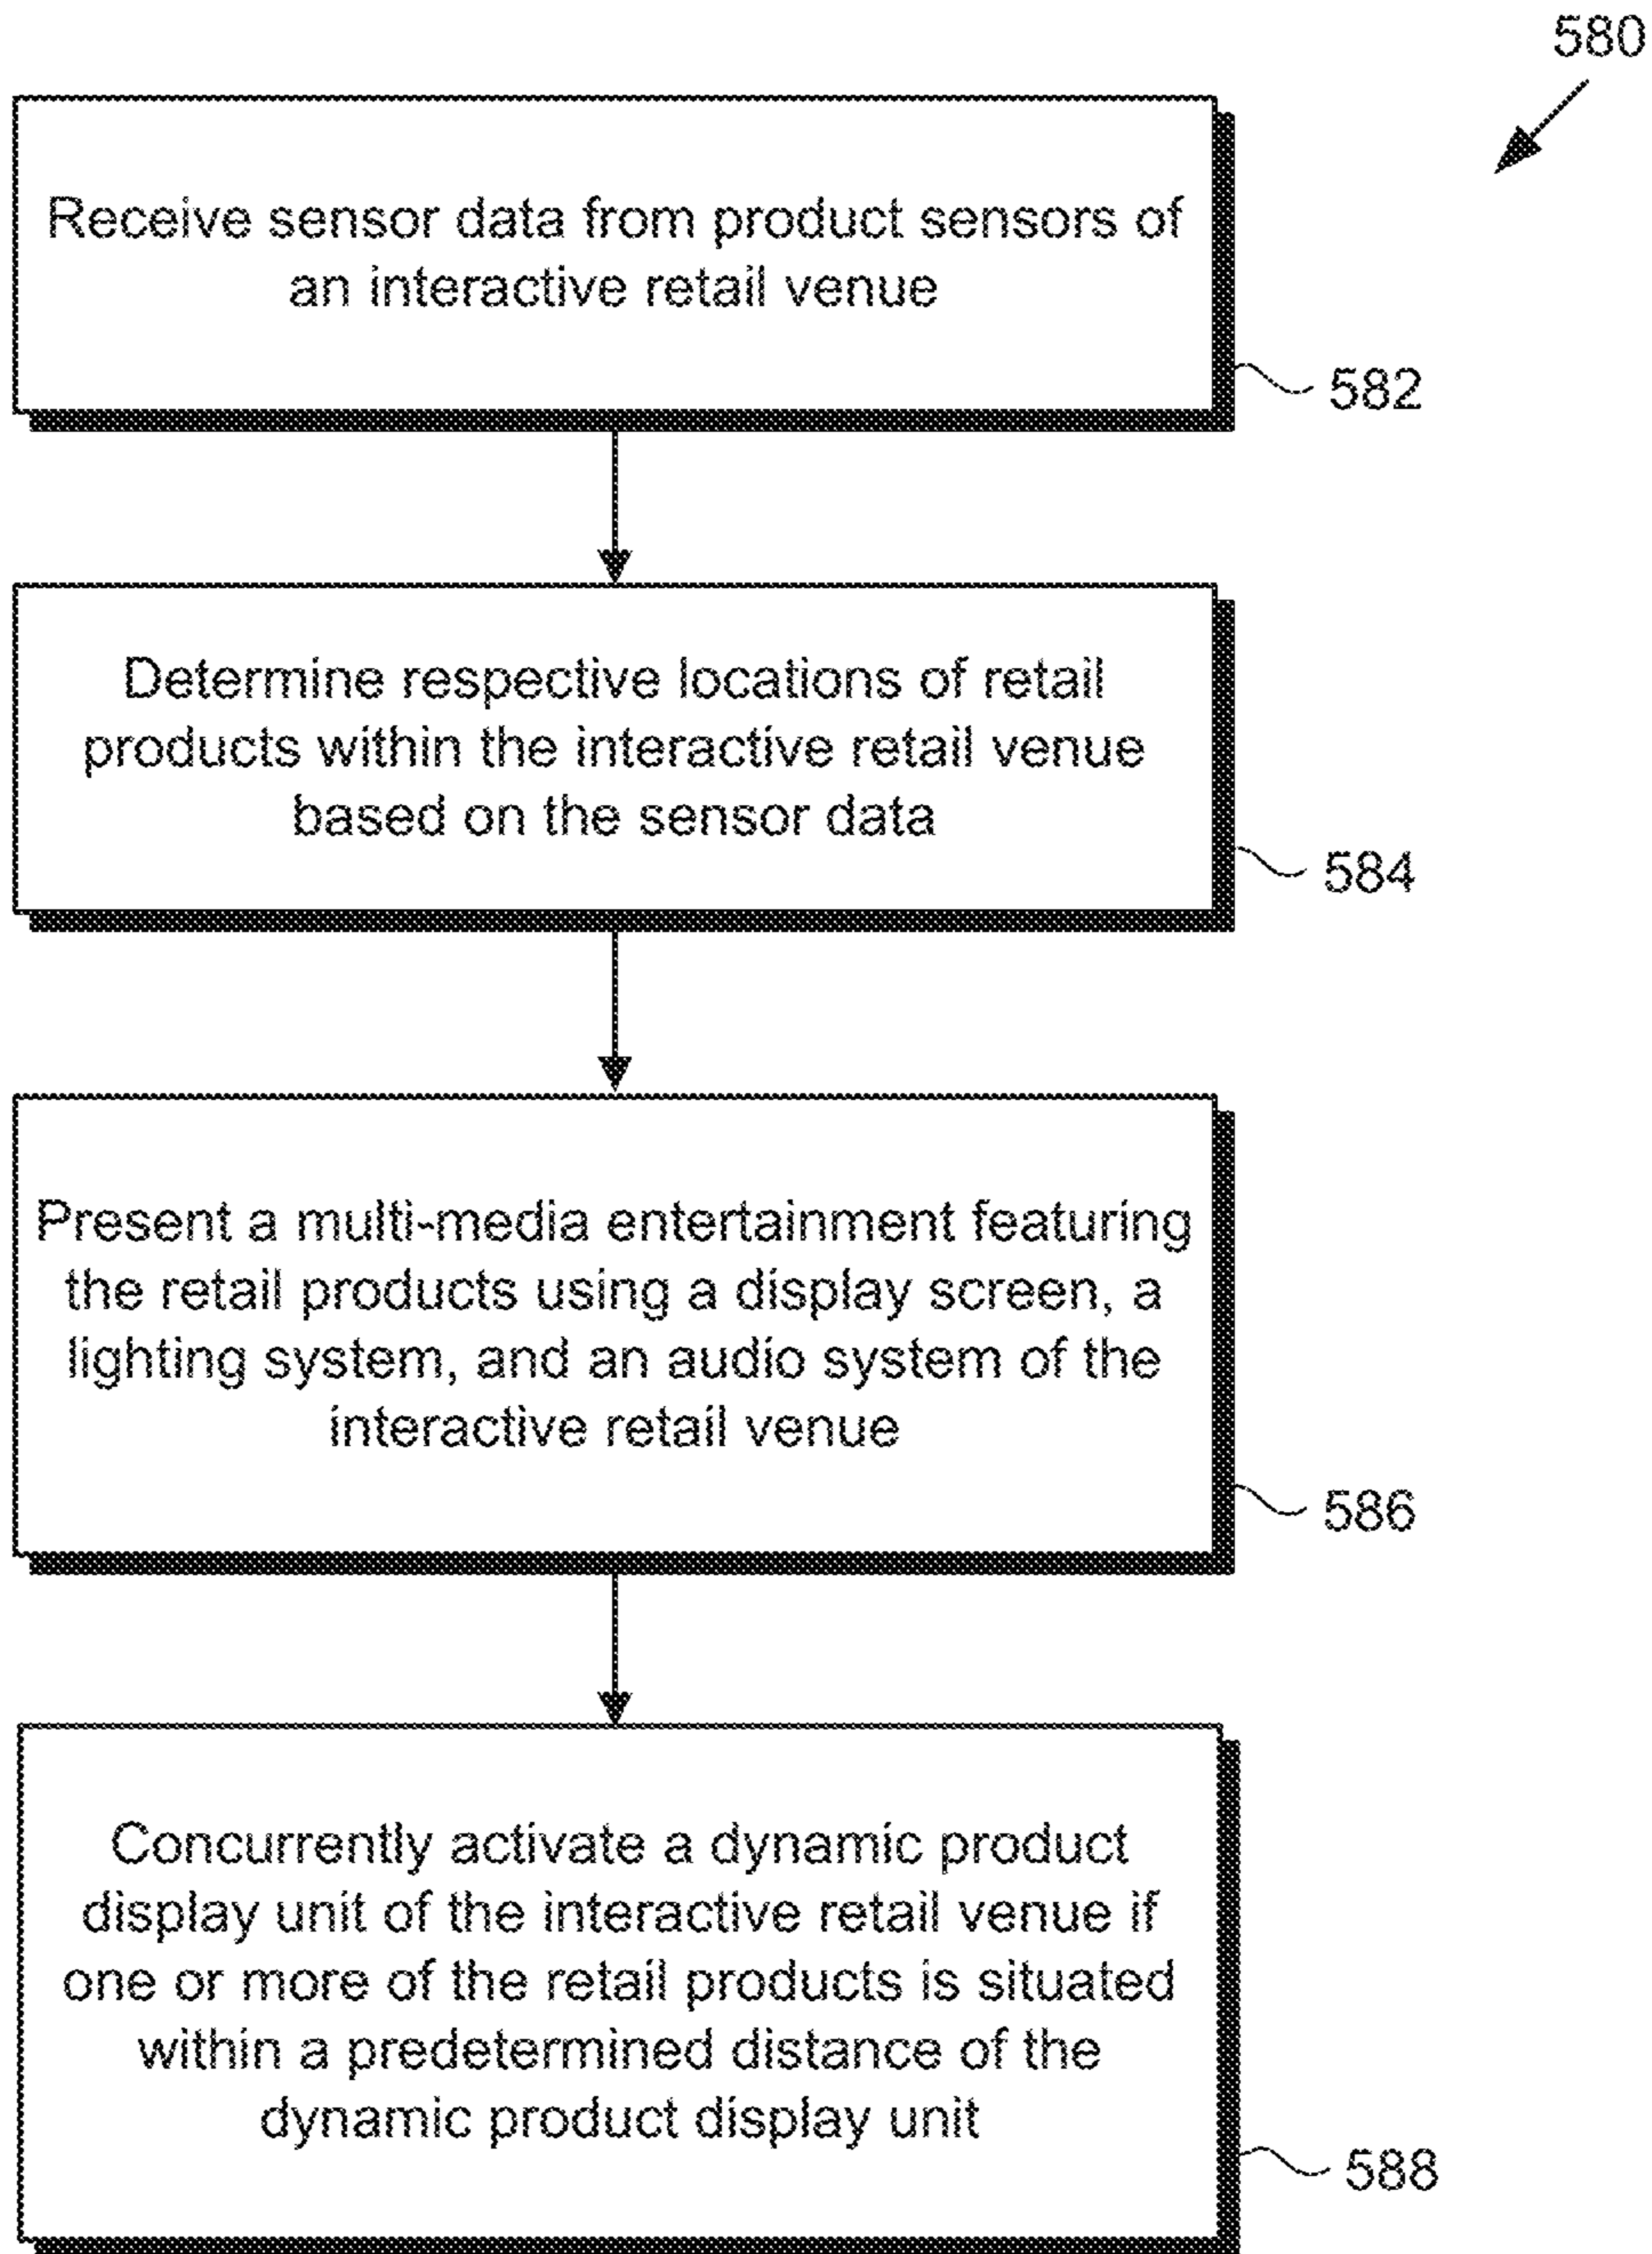 580
Receive sensor data from product sensors of
an interactive retail venue
582
Determine respective locations of retail
products within the interactive retail venue
based on the sensor data
584
Present a multi-media entertainment featuring
the retail products using a display screen, a
lighting system, and an audio system of the
interactive retail venue
586
Concurrently activate a dynamic product
display unit of the interactive retail venue if
one or more of the retail products is situated
within a predetermined distance of the
dynamic product display unit
588